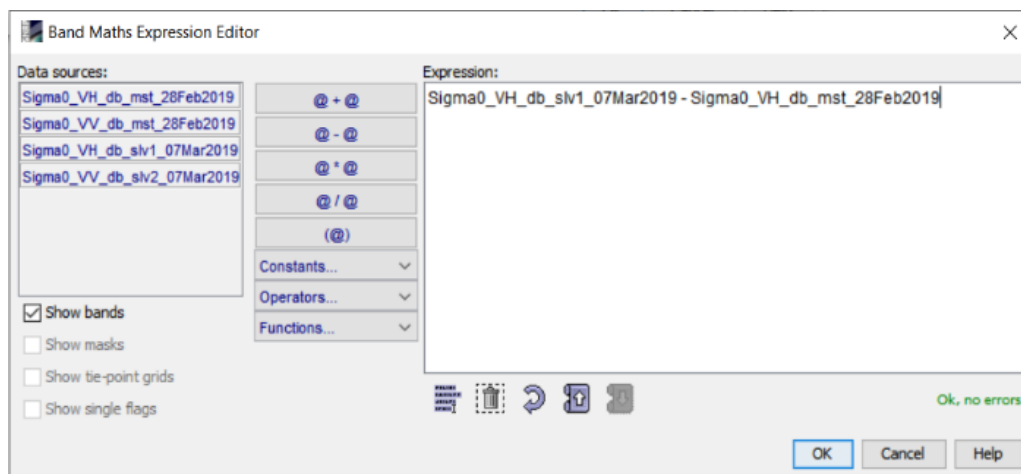 Band Maths Expression Editor
Data sources:
Sigma0_VH_db_mst_28Feb2019
Sigma0_VV_db_mst_28Feb2019
Sigma0_VH_db_slv1_07Mar2019
Sigma0_VV_db_slv2_07Mar2019
@ + @
@ - @
@ * @
@ / @
(@)
Constants...
Operators...
Functions...
Show bands
Show masks
Show tie-point grids
Show single flags
Expression:
Sigma0_VH_db_slv1_07Mar2019 - Sigma0_VH_db_mst_28Feb2019
Ok, no errors
OK
Cancel
Help